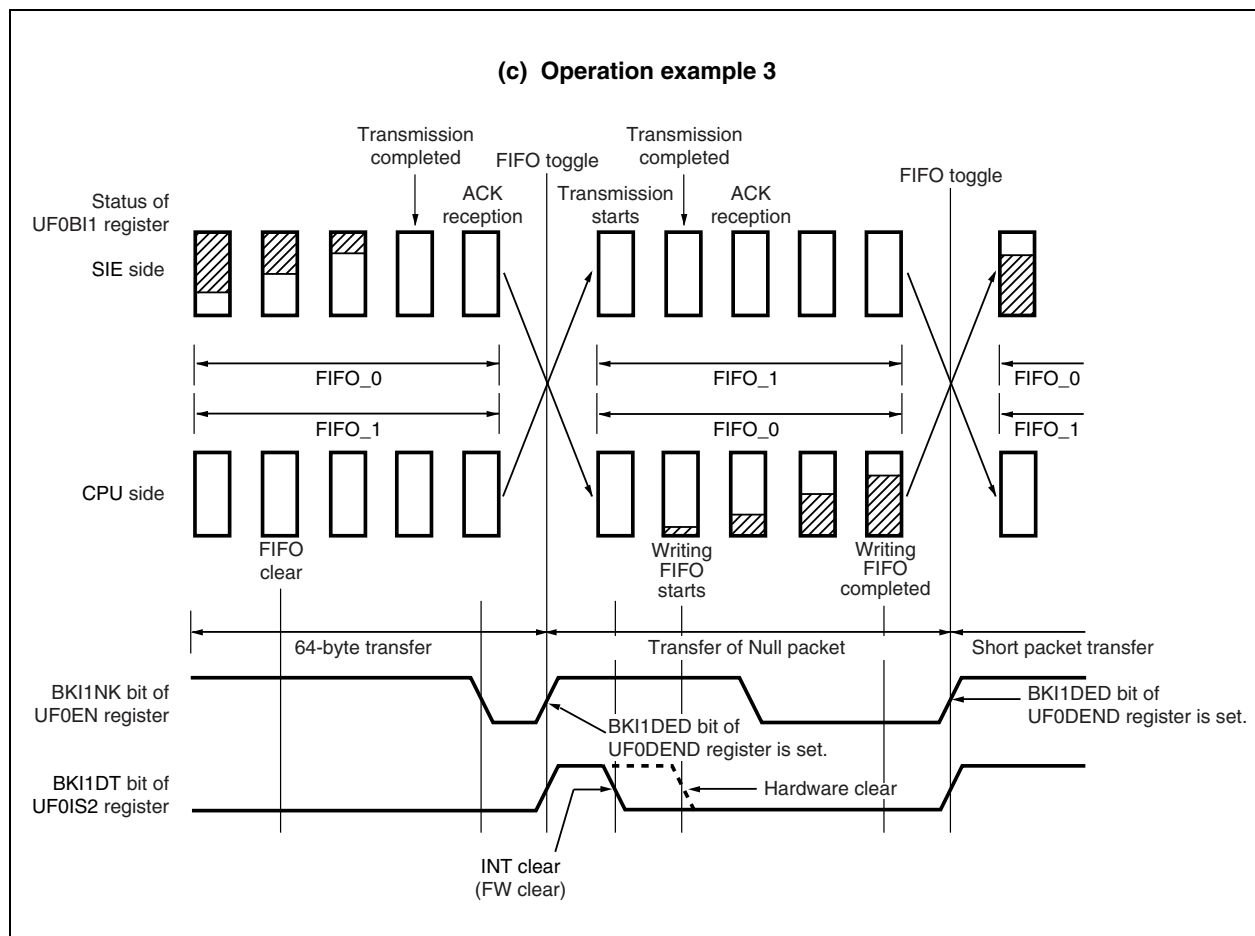 (c) Operation example 3
Transmission
completed
FIFO toggle
ACK
reception
Transmission
starts
Transmission
completed
ACK
reception
FIFO toggle
Status of
UF0BI1 register
SIE side
FIFO_0
FIFO_1
FIFO_0
FIFO_1
FIFO_0
FIFO_1
CPU side
FIFO
clear
Writing
FIFO
starts
Writing
FIFO
completed
64-byte transfer
Transfer of Null packet
Short packet transfer
BKI1NK bit of
UF0EN register
BKI1DED bit of
UF0DEND register is set.
BKI1DED bit of
UF0DEND register is set.
BKI1DT bit of
UF0IS2 register
Hardware clear
INT clear
(FW clear)